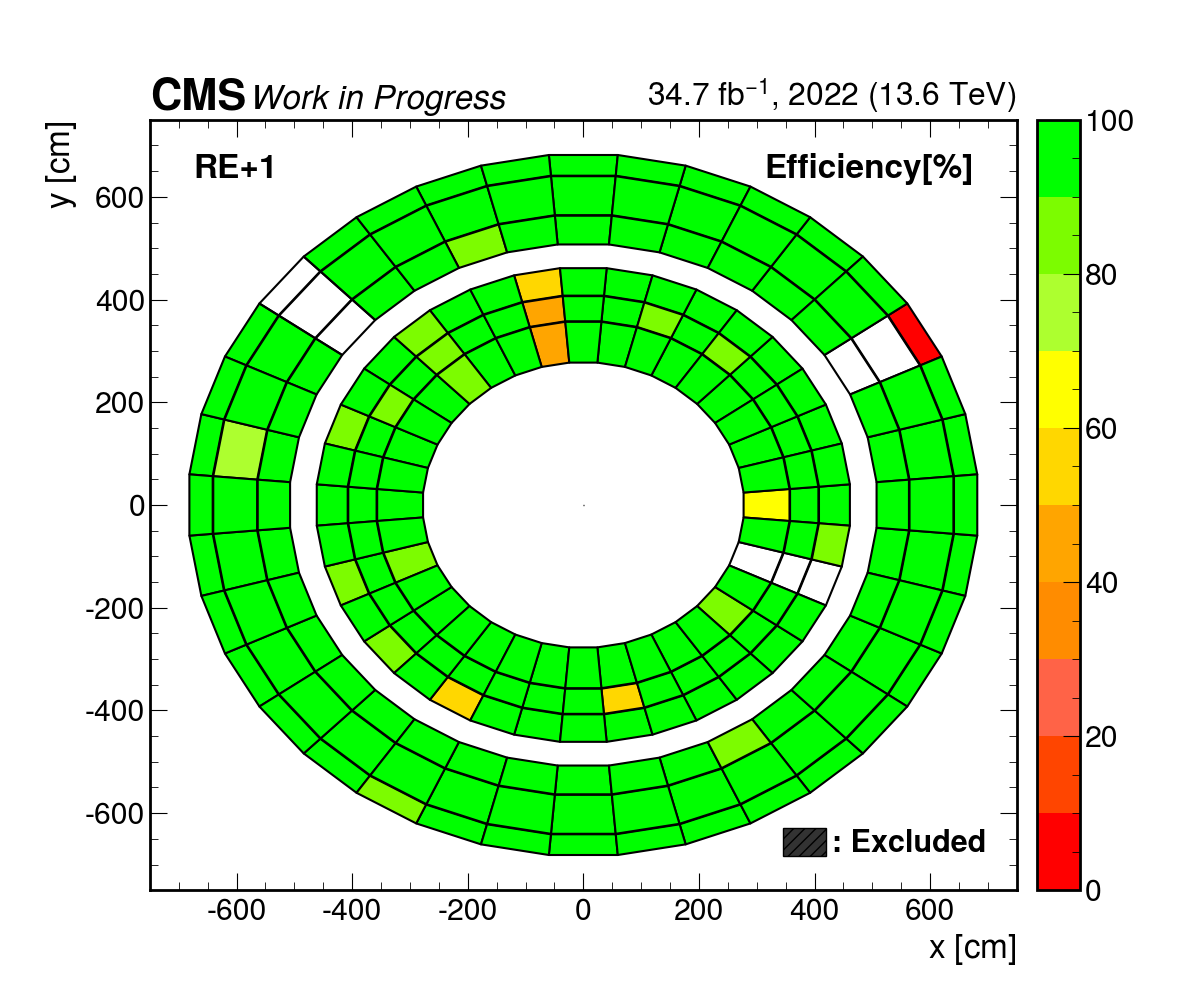 CMS Work in Progress
34.7 fb⁻¹, 2022 (13.6 TeV)
y [cm]
RE+1
Efficiency[%]
600
400
200
0
-200
-400
-600
: Excluded
-600 -400 -200 0 200 400 600
x [cm]
100
80
60
40
20
0